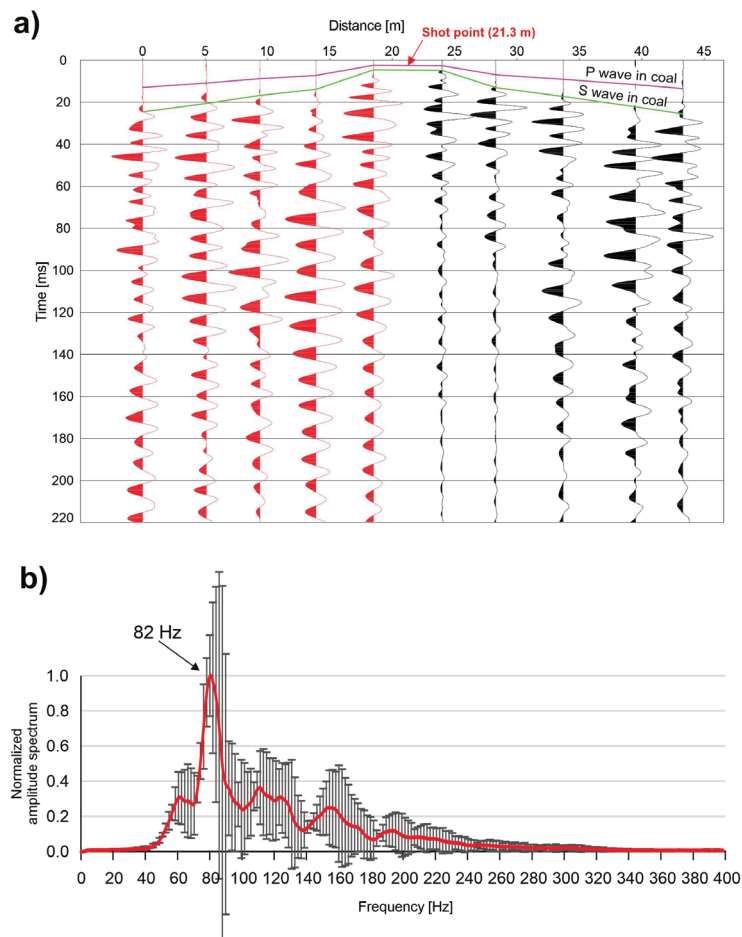 a)
Distance [m]
Shot point (21.3 m)
0 5 10 15 20 25 30 35 40 45
0
P wave in coal
S wave in coal
20
40
60
80
100
Time [ms]
120
140
160
180
200
220
b)
82 Hz
1.0
0.8
0.6
0.4
0.2
0.0
Normalized
amplitude spectrum
0 20 40 60 80 100 120 140 160 180 200 220 240 260 280 300 320 340 360 380 400
Frequency [Hz]